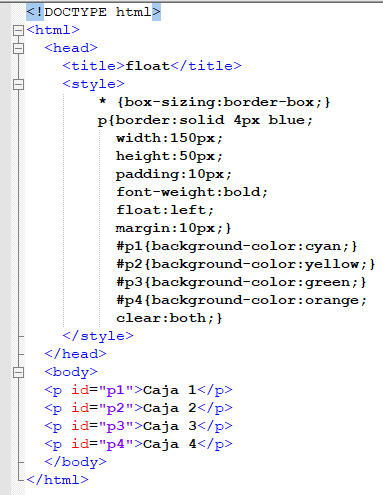 <!DOCTYPE html>
<html>
<head>
<title>float</title>
<style>
* {box-sizing:border-box;}
p{border:solid 4px blue;
width:150px;
height:50px;
padding:10px;
font-weight:bold;
float:left;
margin:10px;}
#p1{background-color:cyan;}
#p2{background-color:yellow;}
#p3{background-color:green;}
#p4{background-color:orange;
clear:both;}
</style>
</head>
<body>
<p id="p1">Caja 1</p>
<p id="p2">Caja 2</p>
<p id="p3">Caja 3</p>
<p id="p4">Caja 4</p>
</body>
</html>